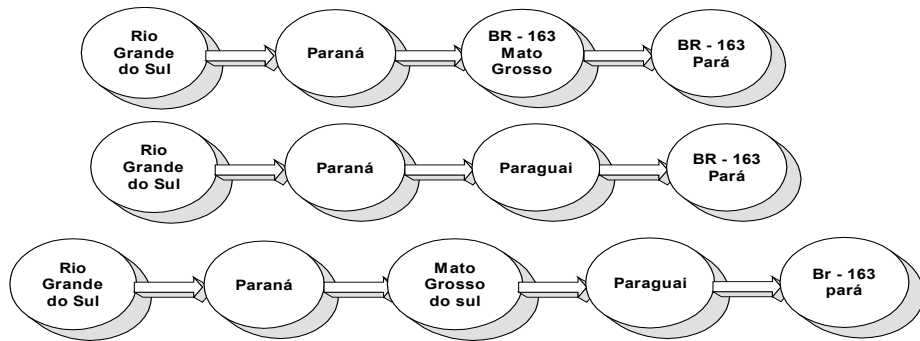 Rio
Grande
do Sul
Paraná
BR - 163
Mato
Grosso
BR - 163
Pará
Rio
Grande
do Sul
Paraná
Paraguai
BR - 163
Pará
Rio
Grande
do Sul
Paraná
Mato
Grosso
do sul
Paraguai
Br - 163
pará